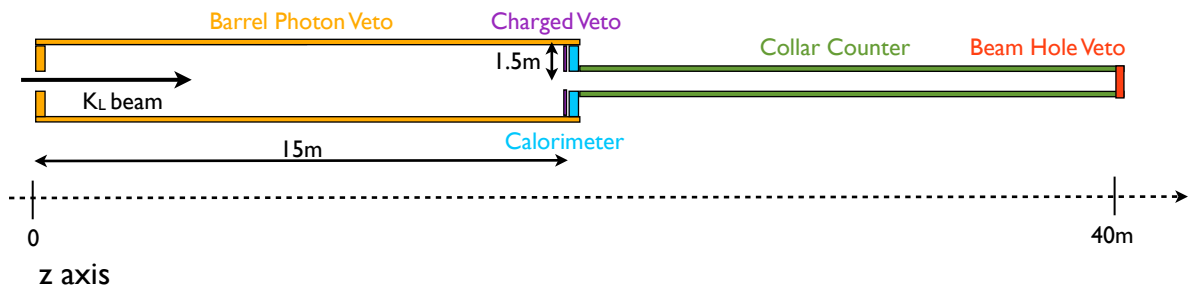 Barrel Photon Veto
Charged Veto
Collar Counter
Beam Hole Veto
1.5m
KL beam
15m
Calorimeter
0
40m
z axis